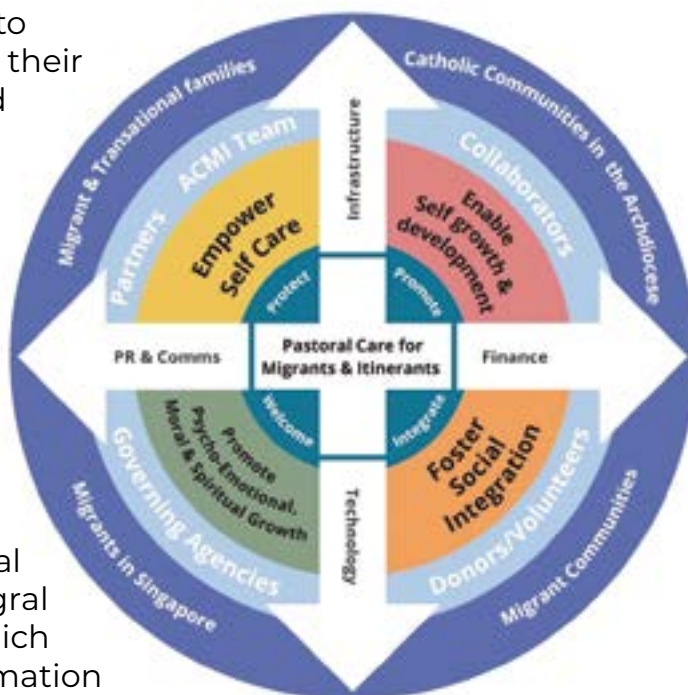 to
their
d
Migrant & Transational families
Catholic Communities in the Archdiocese
Partners
ACMI Team
Collaborators
Infrastructure
Empower
Self Care
Enable
Self growth &
development
Protect
Promote
PR & Comms
Pastoral Care for
Migrants & Itinerants
Finance
Welcome
Integrate
Promote
Psycho-Emotional,
Moral & Spiritual Growth
Foster
Social
Integration
Technology
Governing Agencies
Donors/Volunteers
Migrants in Singapore
Migrant Communities
al
gral
ich
mation